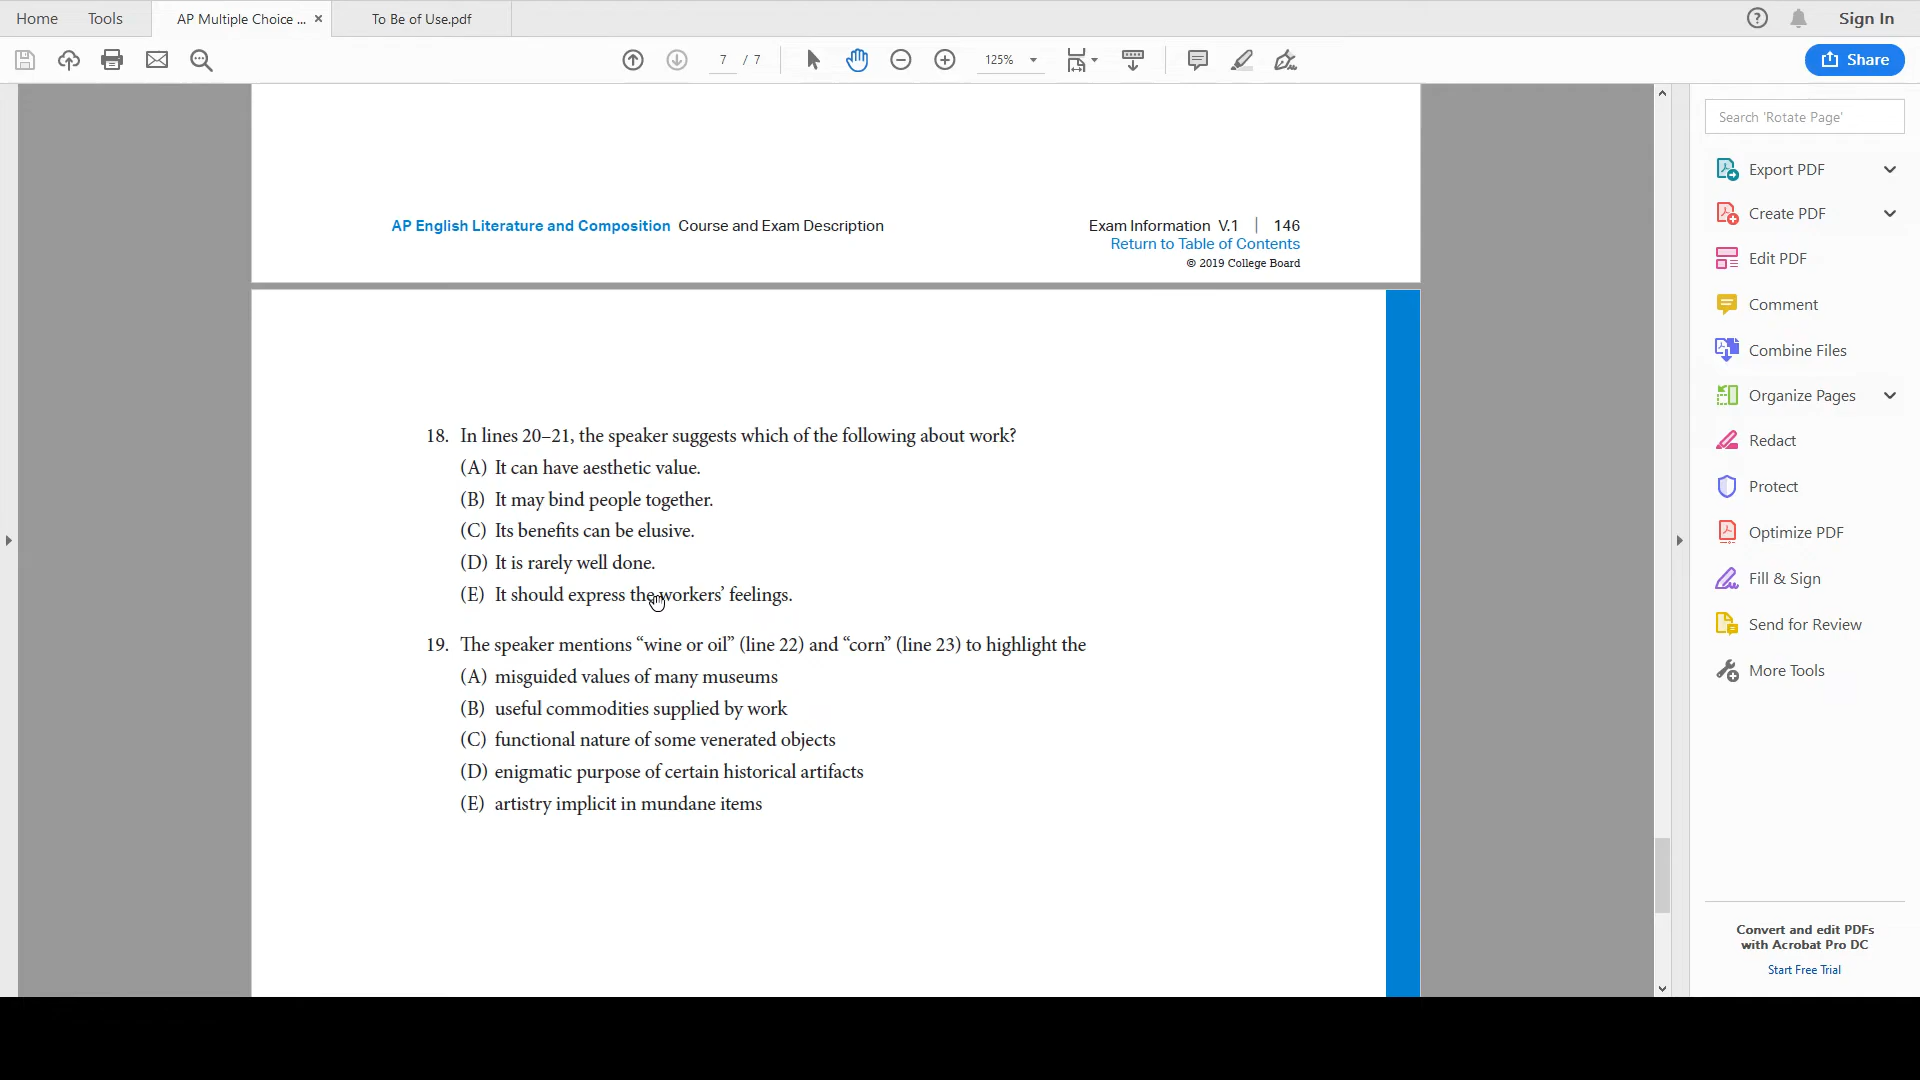 Home Tools AP Multiple Choice ... × To Be of Use.pdf Sign In
7 / 7 125% Share
Search 'Rotate Page'
Export PDF
Create PDF
Edit PDF
Comment
Combine Files
Organize Pages
Redact
Protect
Optimize PDF
Fill & Sign
Send for Review
More Tools
Convert and edit PDFs
with Acrobat Pro DC
Start Free Trial
AP English Literature and Composition Course and Exam Description Exam Information V.1 | 146
Return to Table of Contents
© 2019 College Board
18. In lines 20–21, the speaker suggests which of the following about work?
(A) It can have aesthetic value.
(B) It may bind people together.
(C) Its benefits can be elusive.
(D) It is rarely well done.
(E) It should express the workers’ feelings.
19. The speaker mentions “wine or oil” (line 22) and “corn” (line 23) to highlight the
(A) misguided values of many museums
(B) useful commodities supplied by work
(C) functional nature of some venerated objects
(D) enigmatic purpose of certain historical artifacts
(E) artistry implicit in mundane items